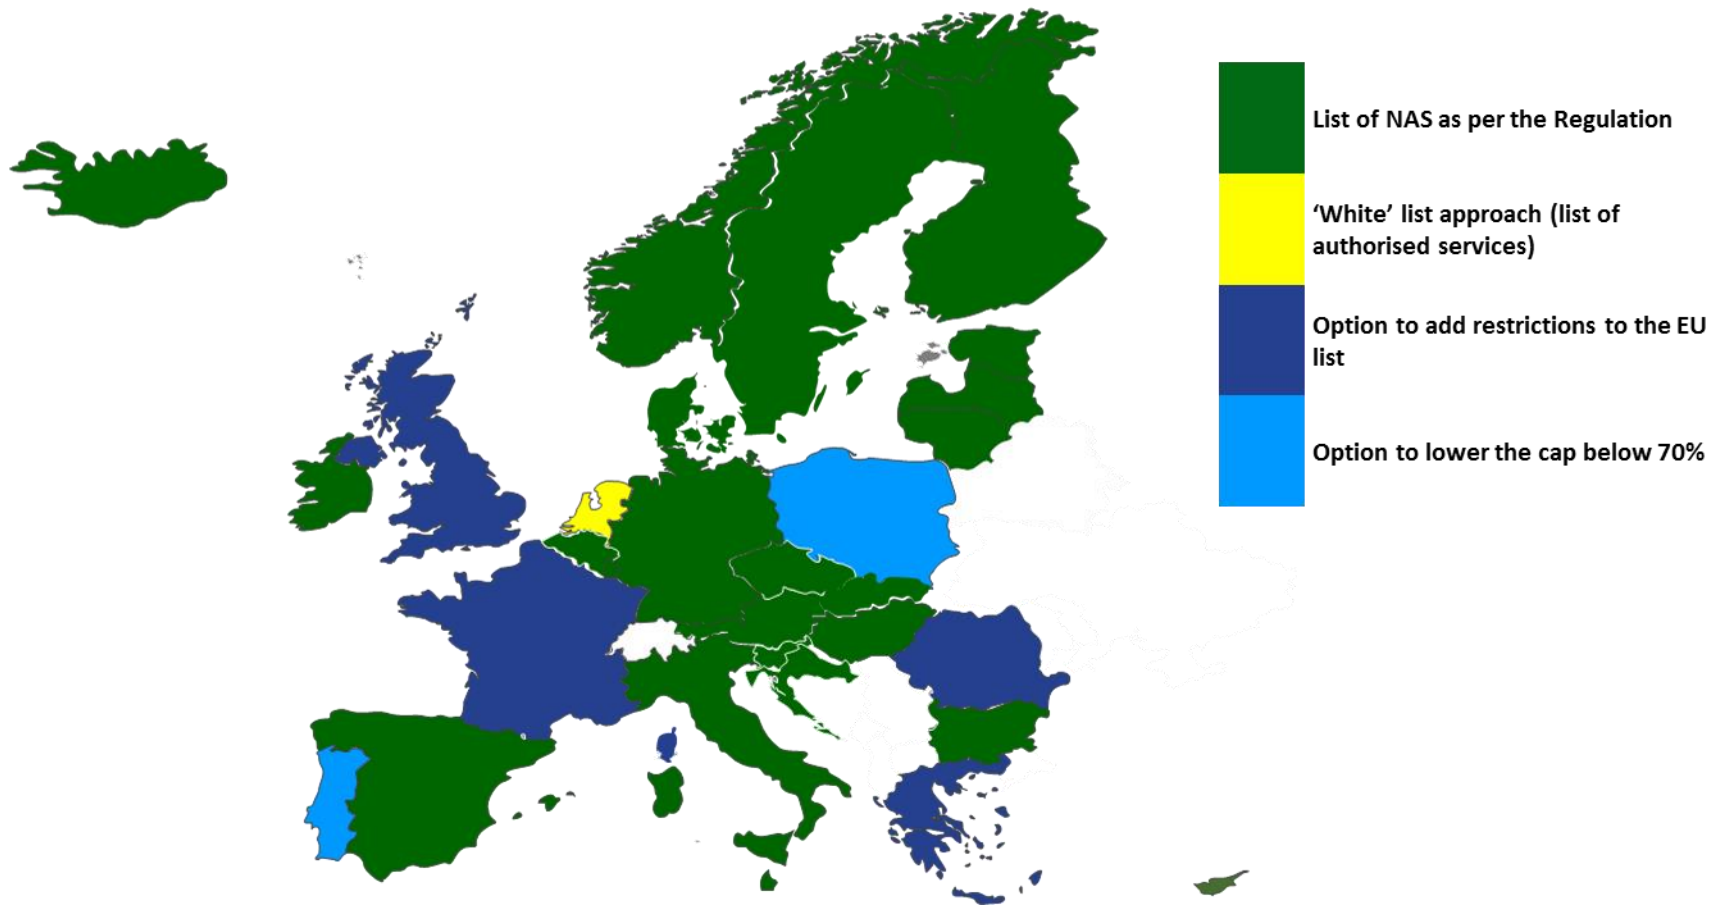 List of NAS as per the Regulation
‘White’ list approach (list of
authorised services)
Option to add restrictions to the EU
list
Option to lower the cap below 70%